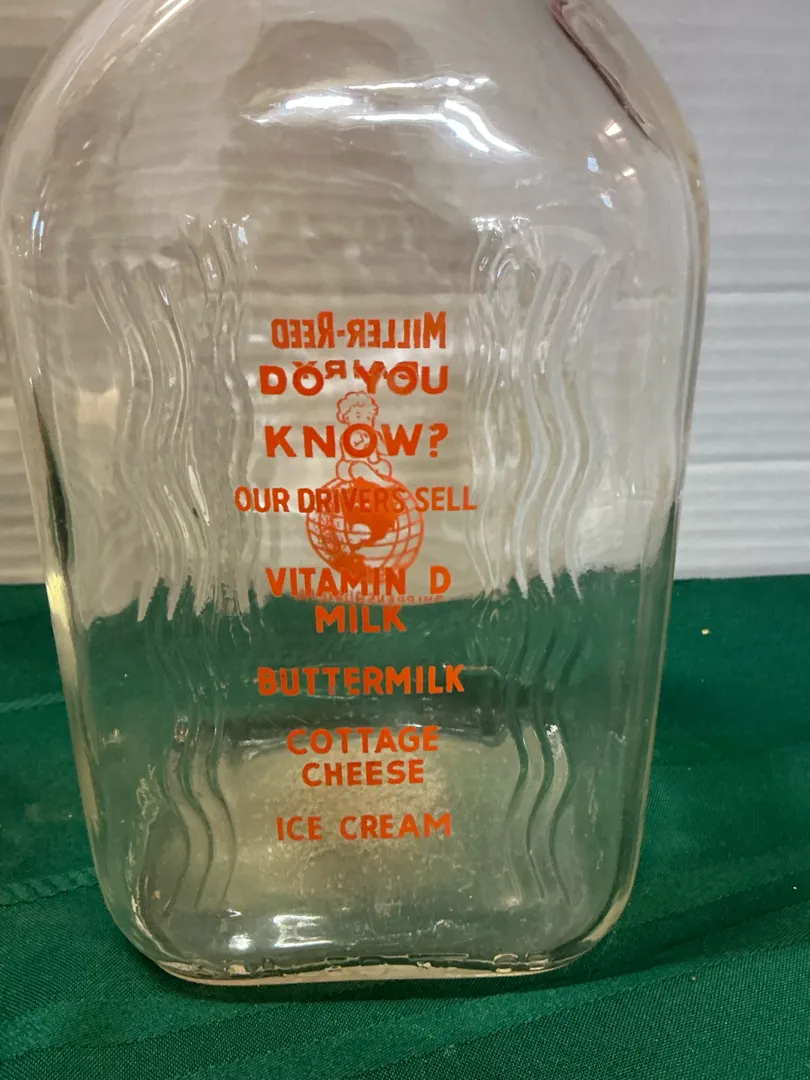 MILLER-REED
DO YOU
KNOW?
OUR DRIVERS SELL
VITAMIN D
MILK
BUTTERMILK
COTTAGE
CHEESE
ICE CREAM